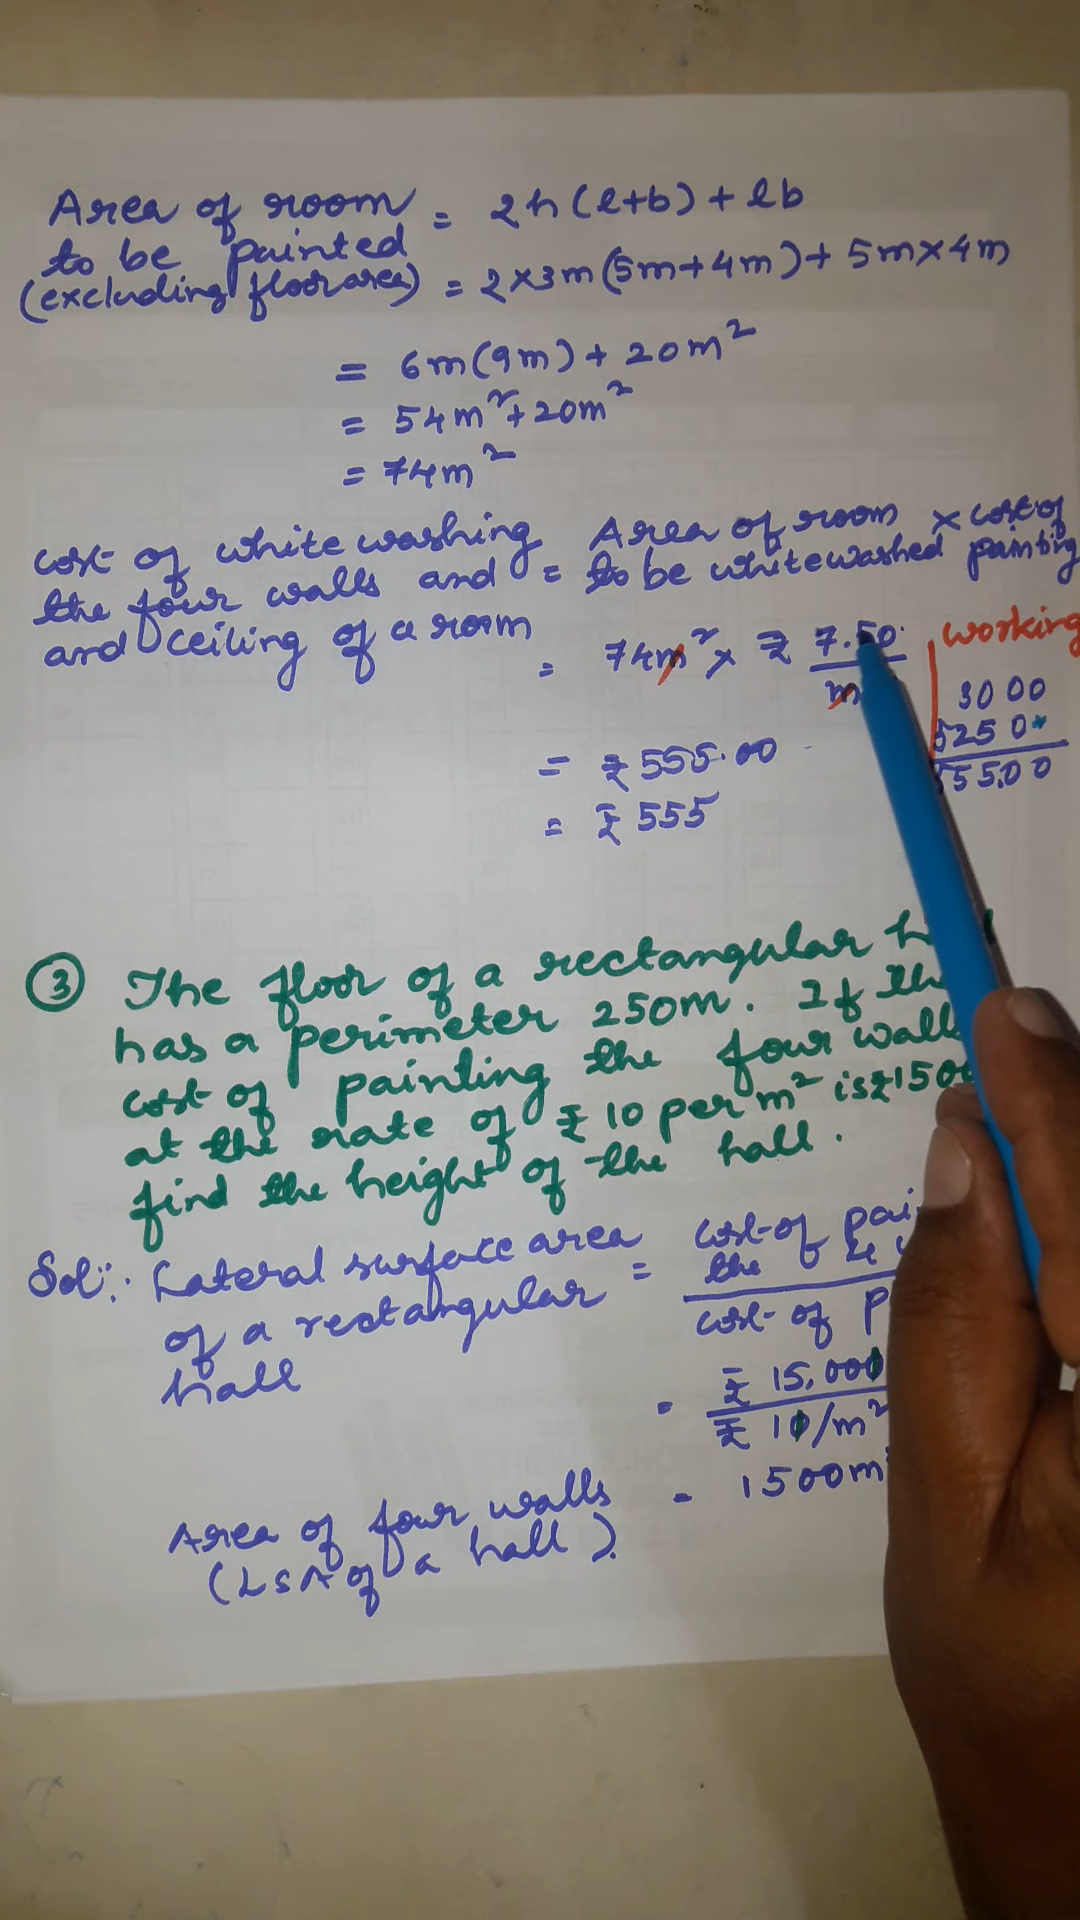 Area of room = 2h(l+b)+lb
to be painted
(excluding floor area) = 2×3m(5m+4m)+5m×4m
= 6m(9m)+20m²
= 54m²+20m²
= 74m²
cost of white washing = Area of room × cost of
the four walls and = to be whitewashed painting
and ceiling of a room
= 74m² × ₹ 7.50
m
working
3000
5250
= ₹555.00
555.00
= ₹555
③ The floor of a rectangular
has a perimeter 250m. If the
cost of painting the four wall
at the rate of ₹10 per m² is ₹150
find the height of the hall.
Sol:. Lateral surface area = cost of pai
of a rectangular the 4
hall cost of p
= ₹ 15,000
₹ 10/m²
Area of four walls = 1500m
(LSA of a hall).